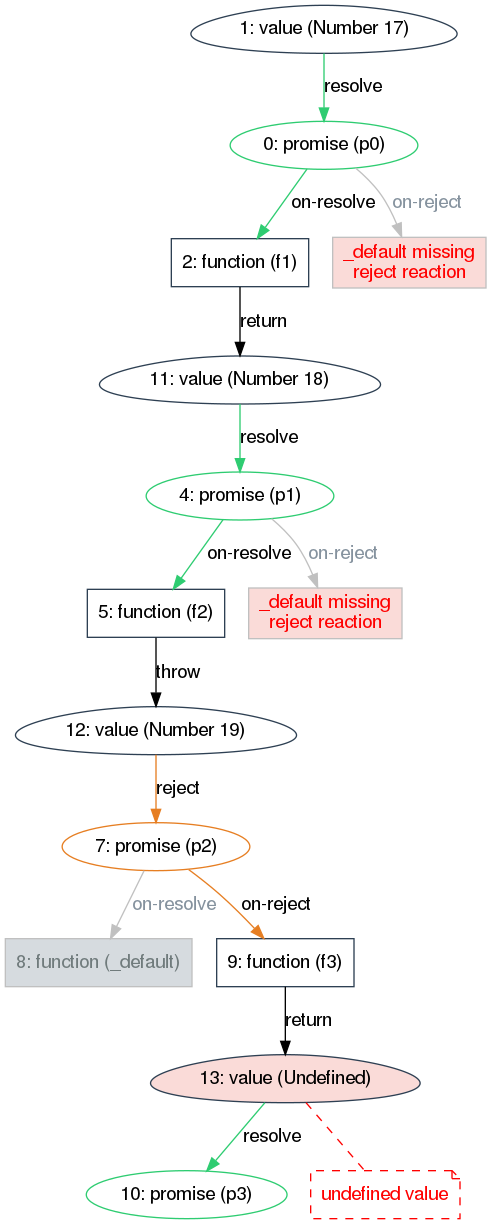 1: value (Number 17)
resolve
0: promise (p0)
on-resolve
on-reject
2: function (f1)
_default missing
reject reaction
return
11: value (Number 18)
resolve
4: promise (p1)
on-resolve
on-reject
5: function (f2)
_default missing
reject reaction
throw
12: value (Number 19)
reject
7: promise (p2)
on-resolve
on-reject
8: function (_default)
9: function (f3)
return
13: value (Undefined)
resolve
10: promise (p3)
undefined value